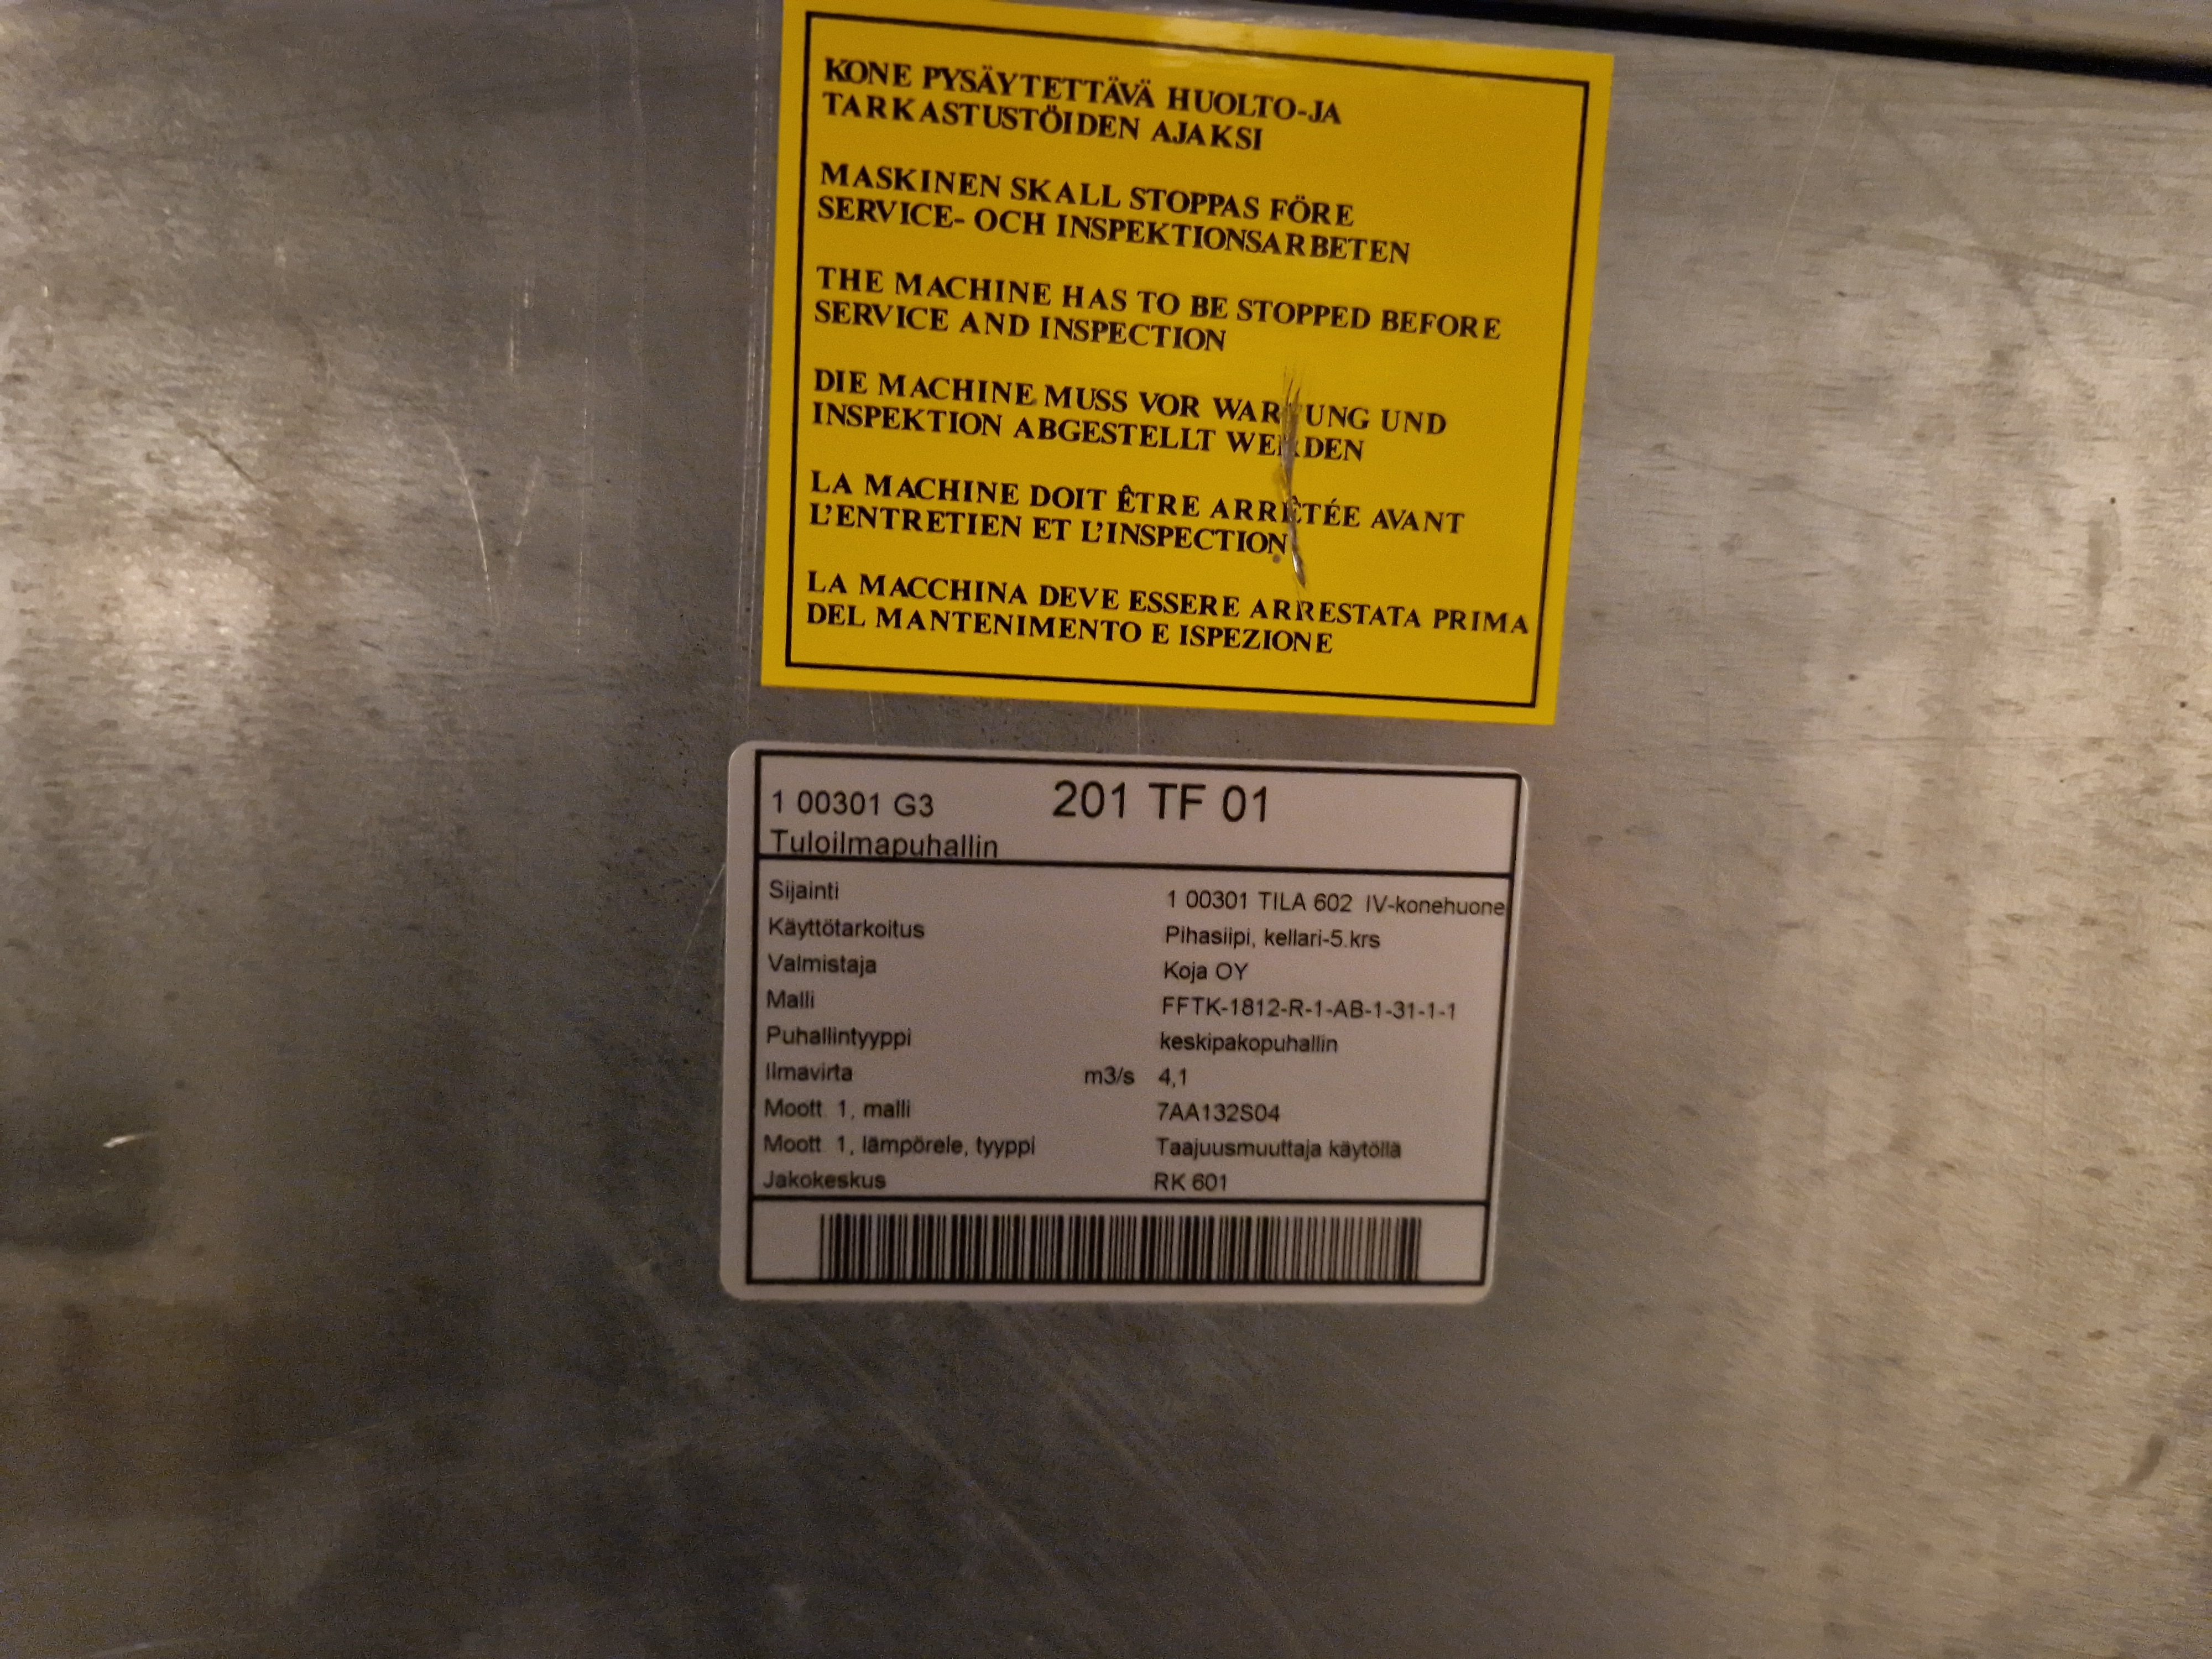 KONE PYSÄYTETTÄVÄ HUOLTO-JA
TARKASTUSTÖIDEN AJAKSI
MASKINEN SKALL STOPPAS FÖRE
SERVICE- OCH INSPEKTIONSARBETEN
THE MACHINE HAS TO BE STOPPED BEFORE
SERVICE AND INSPECTION
DIE MACHINE MUSS VOR WARTUNG UND
INSPEKTION ABGESTELLT WERDEN
LA MACHINE DOIT ÊTRE ARRÊTÉE AVANT
L'ENTRETIEN ET L'INSPECTION
LA MACCHINA DEVE ESSERE ARRESTATA PRIMA
DEL MANTENIMENTO E ISPEZIONE
1 00301 G3 201 TF 01
Tuloilmapuhallin
Sijainti 1 00301 TILA 602 IV-konehuone
Käyttötarkoitus Pihasiipi, kellari-5.krs
Valmistaja Koja OY
Malli FFTK-1812-R-1-AB-1-31-1-1
Puhallintyyppi keskipakopuhallin
Ilmavirta m3/s 4,1
Moott. 1, malli 7AA132S04
Moott. 1, lämpörele, tyyppi Taajuusmuuttaja käytöllä
Jakokeskus RK 601